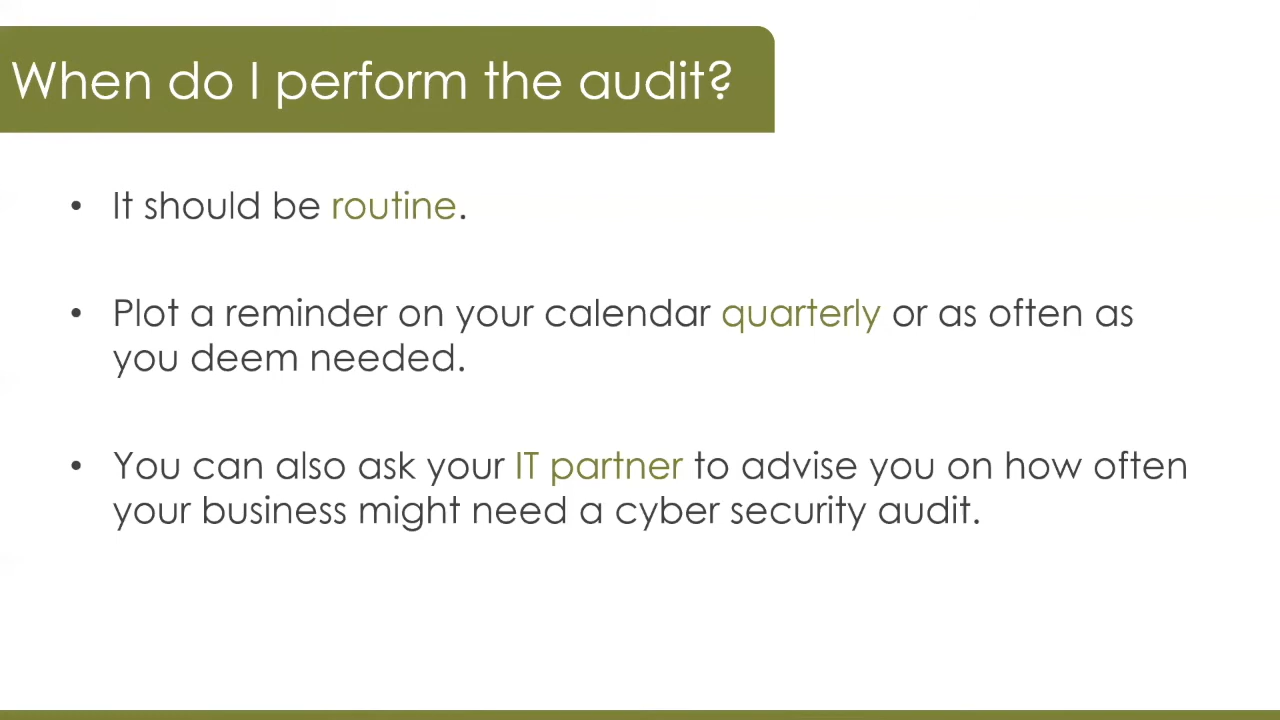 When do I perform the audit?
• It should be routine.
• Plot a reminder on your calendar quarterly or as often as
you deem needed.
• You can also ask your IT partner to advise you on how often
your business might need a cyber security audit.